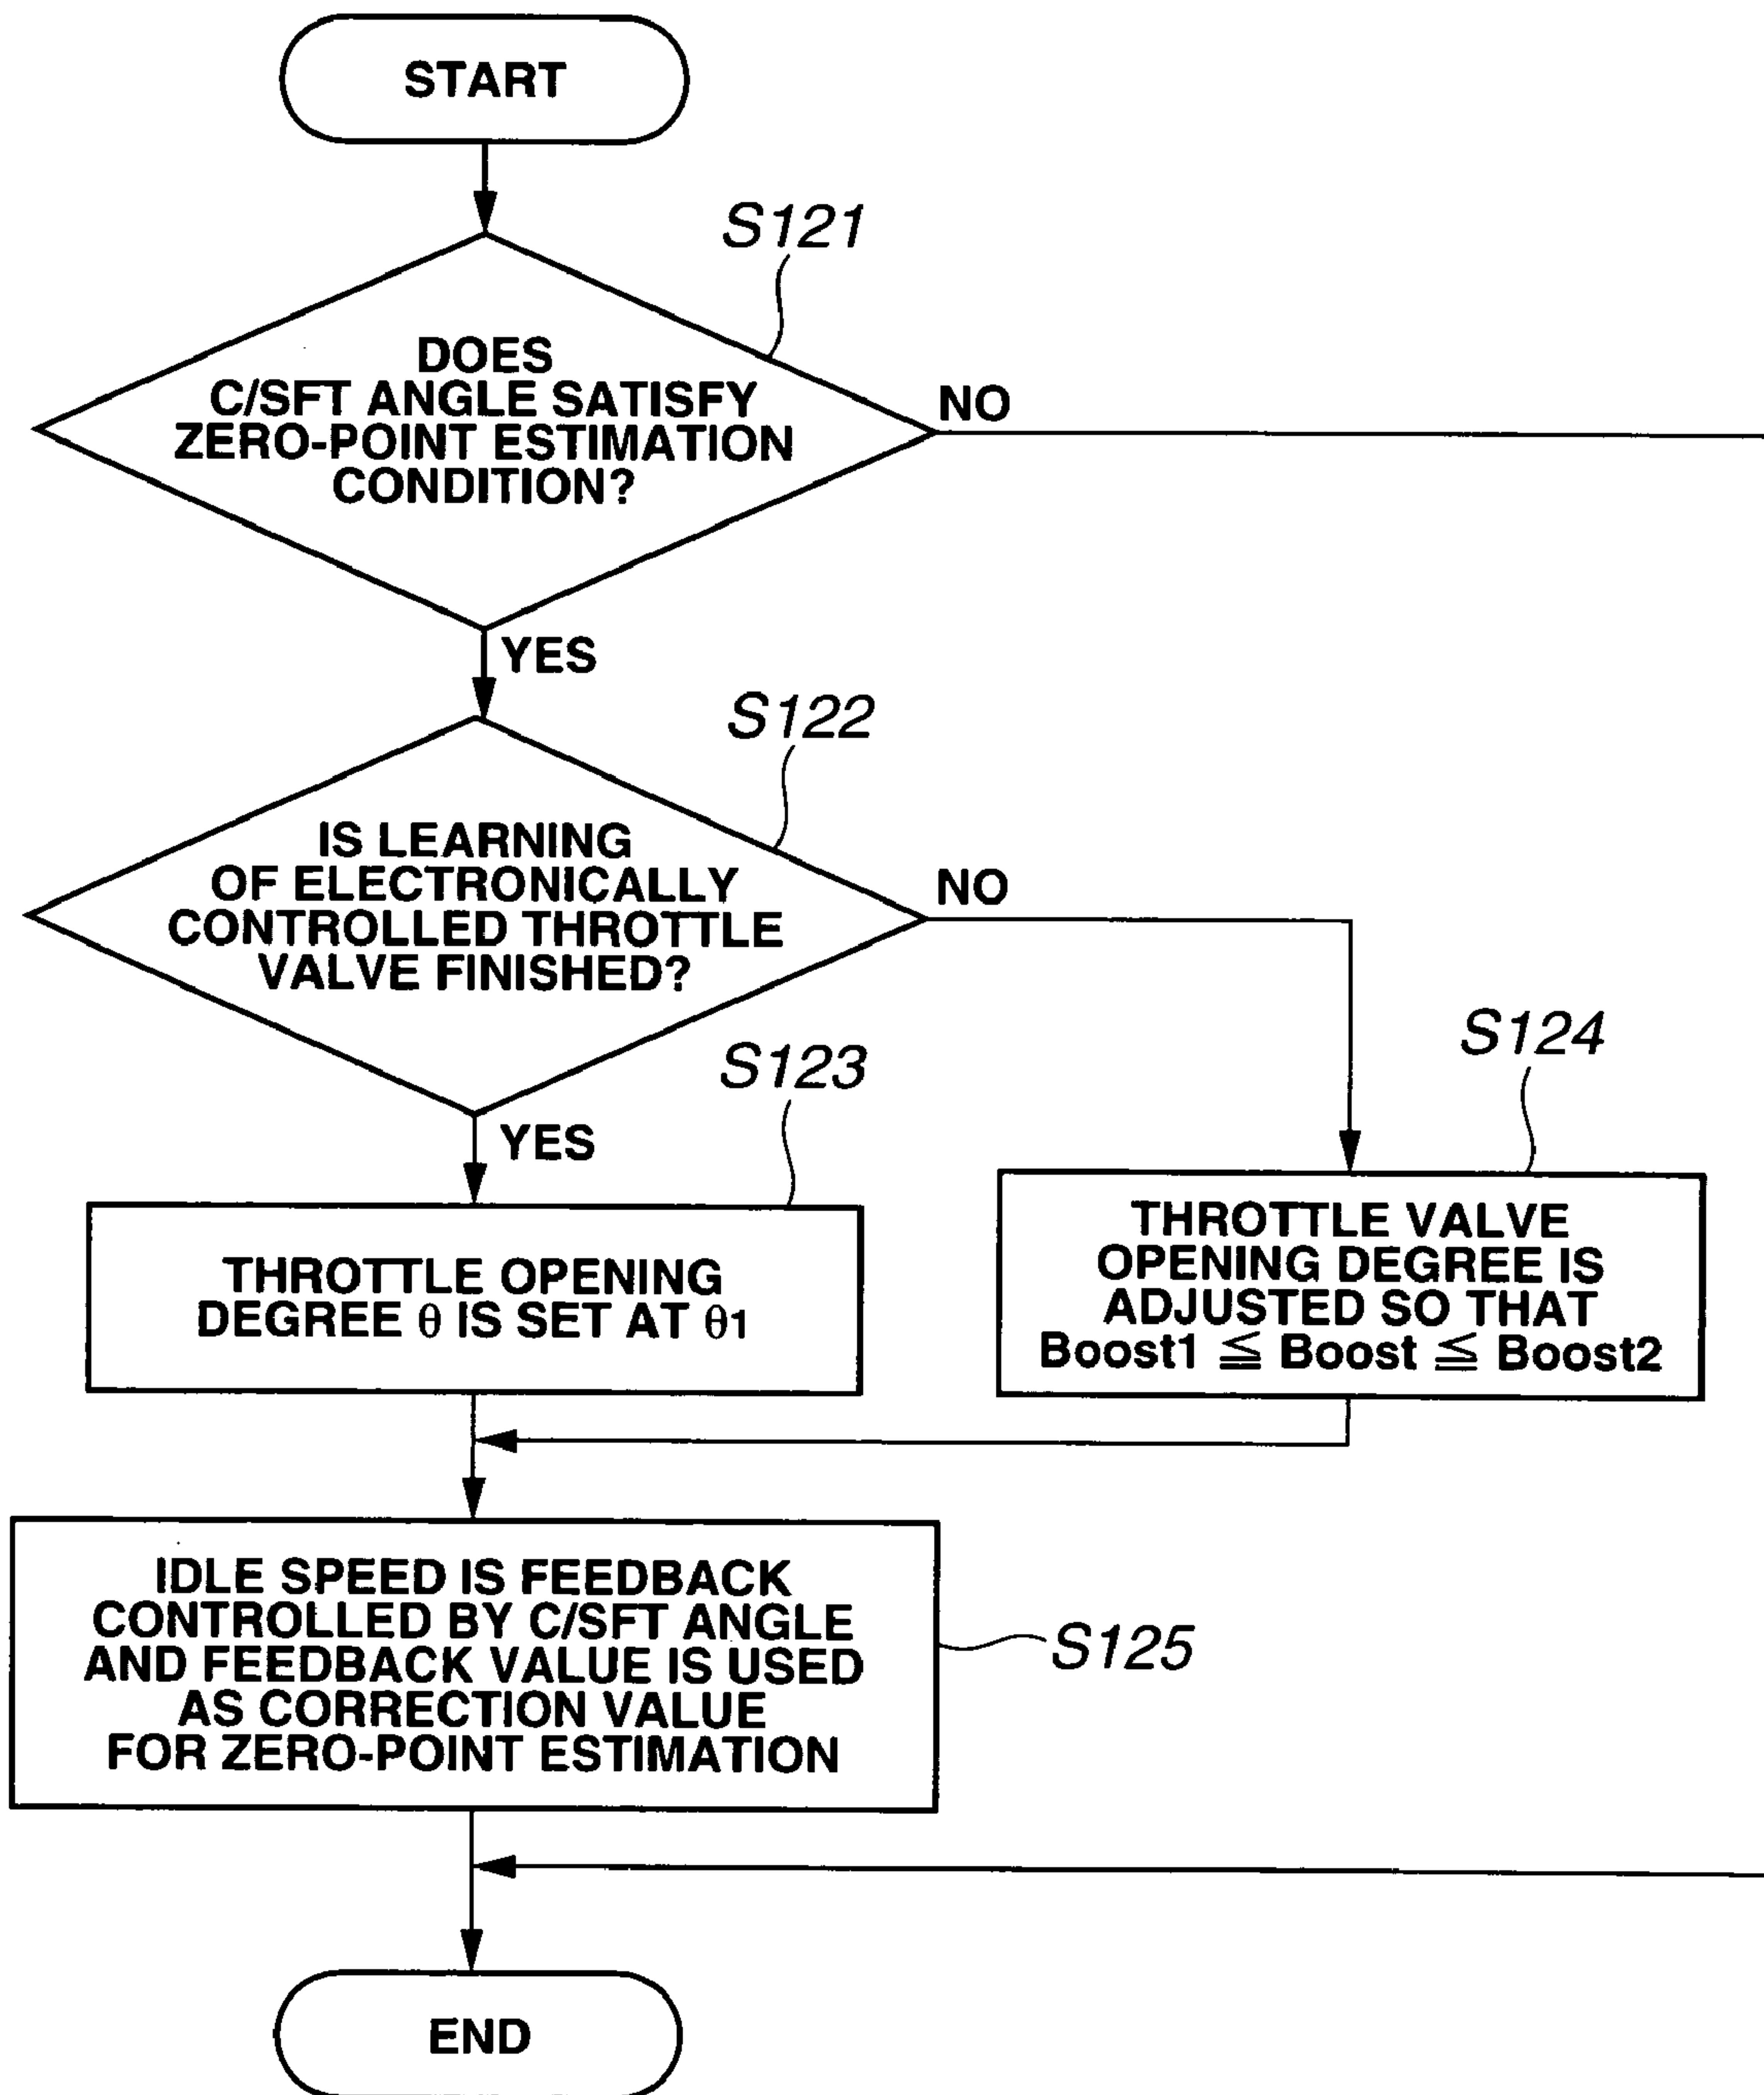 START
S121
DOES
C/SFT ANGLE SATISFY
ZERO-POINT ESTIMATION
CONDITION?
NO
YES
S122
IS LEARNING
OF ELECTRONICALLY
CONTROLLED THROTTLE
VALVE FINISHED?
NO
YES
S123
THROTTLE OPENING
DEGREE θ IS SET AT θ1
S124
THROTTLE VALVE
OPENING DEGREE IS
ADJUSTED SO THAT
Boost1 ≦ Boost ≦ Boost2
IDLE SPEED IS FEEDBACK
CONTROLLED BY C/SFT ANGLE
AND FEEDBACK VALUE IS USED
AS CORRECTION VALUE
FOR ZERO-POINT ESTIMATION
S125
END